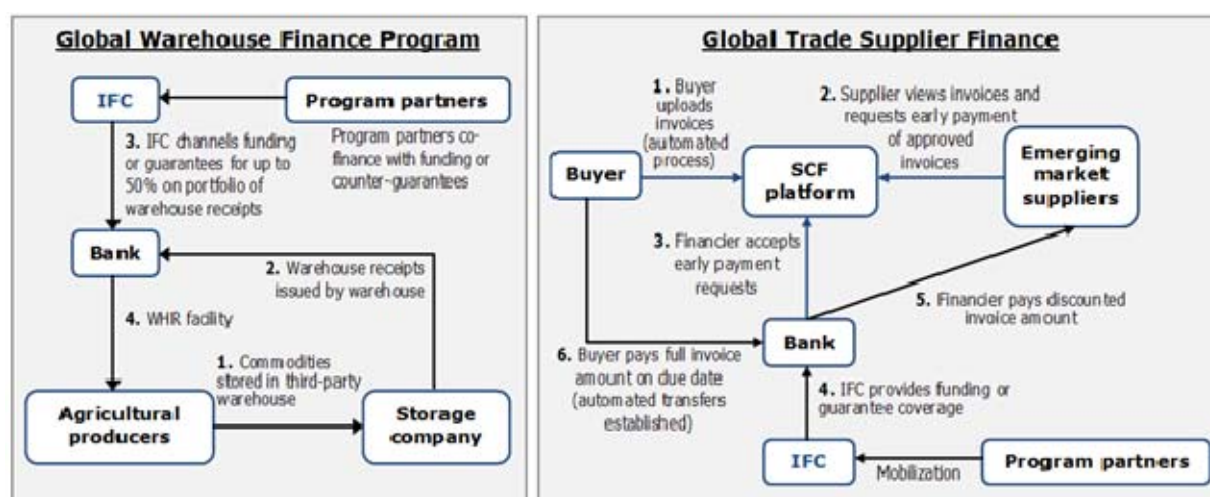 Global Warehouse Finance Program
IFC
Program partners
3. IFC channels funding
or guarantees for up to
50% on portfolio of
warehouse receipts
Program partners co-
finance with funding or
counter-guarantees
Bank
2. Warehouse receipts
issued by warehouse
4. WHIR facility
1. Commodities
stored in third-party
warehouse
Agricultural
producers
Storage
company
Global Trade Supplier Finance
1. Buyer
uploads
invoices
(automated
process)
2. Supplier views invoices and
requests early payment
of approved
invoices
Buyer
SCF
platform
Emerging
market
suppliers
3. Financier accepts
early payment
requests
5. Financier pays discounted
invoice amount
Bank
6. Buyer pays full invoice
amount on due date
(automated transfers
established)
4. IFC provides funding or
guarantee coverage
IFC
Mobilization
Program partners